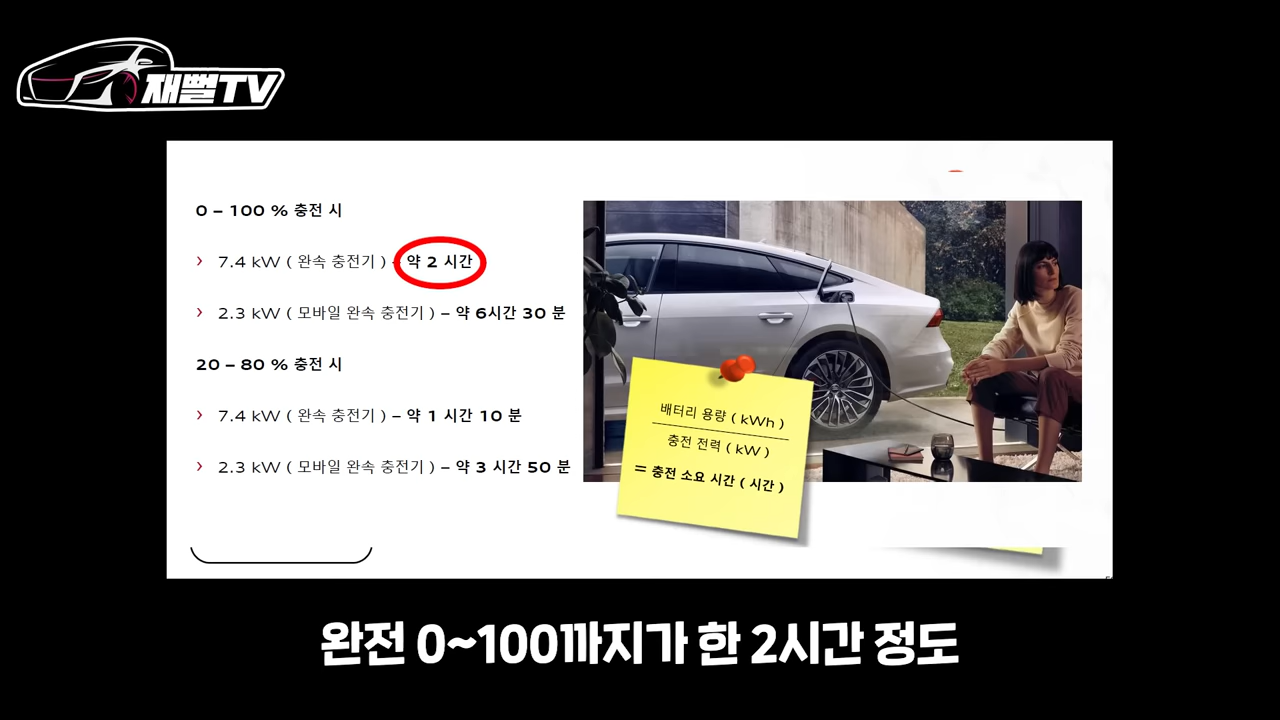 재뻘TV
0 – 100 % 충전 시
› 7.4 kW ( 완속 충전기 ) – 약 2 시간
› 2.3 kW ( 모바일 완속 충전기 ) – 약 6시간 30 분
20 – 80 % 충전 시
› 7.4 kW ( 완속 충전기 ) – 약 1 시간 10 분
› 2.3 kW ( 모바일 완속 충전기 ) – 약 3 시간 50 분
배터리 용량 ( kWh )
충전 전력 ( kW )
= 충전 소요 시간 ( 시간 )
완전 0~100까지가 한 2시간 정도